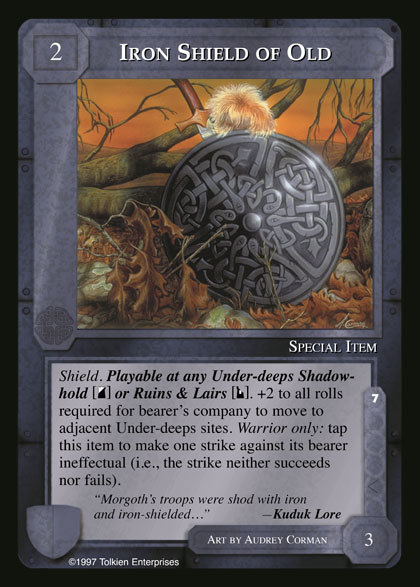 2
IRON SHIELD OF OLD
SPECIAL ITEM
Shield. Playable at any Under-deeps Shadow-
hold [] or Ruins & Lairs []. +2 to all rolls
required for bearer's company to move to
adjacent Under-deeps sites. Warrior only: tap
this item to make one strike against its bearer
ineffectual (i.e., the strike neither succeeds
nor fails).
7
"Morgoth's troops were shod with iron
and iron-shielded…" –Kuduk Lore
ART BY AUDREY CORMAN
3
©1997 Tolkien Enterprises